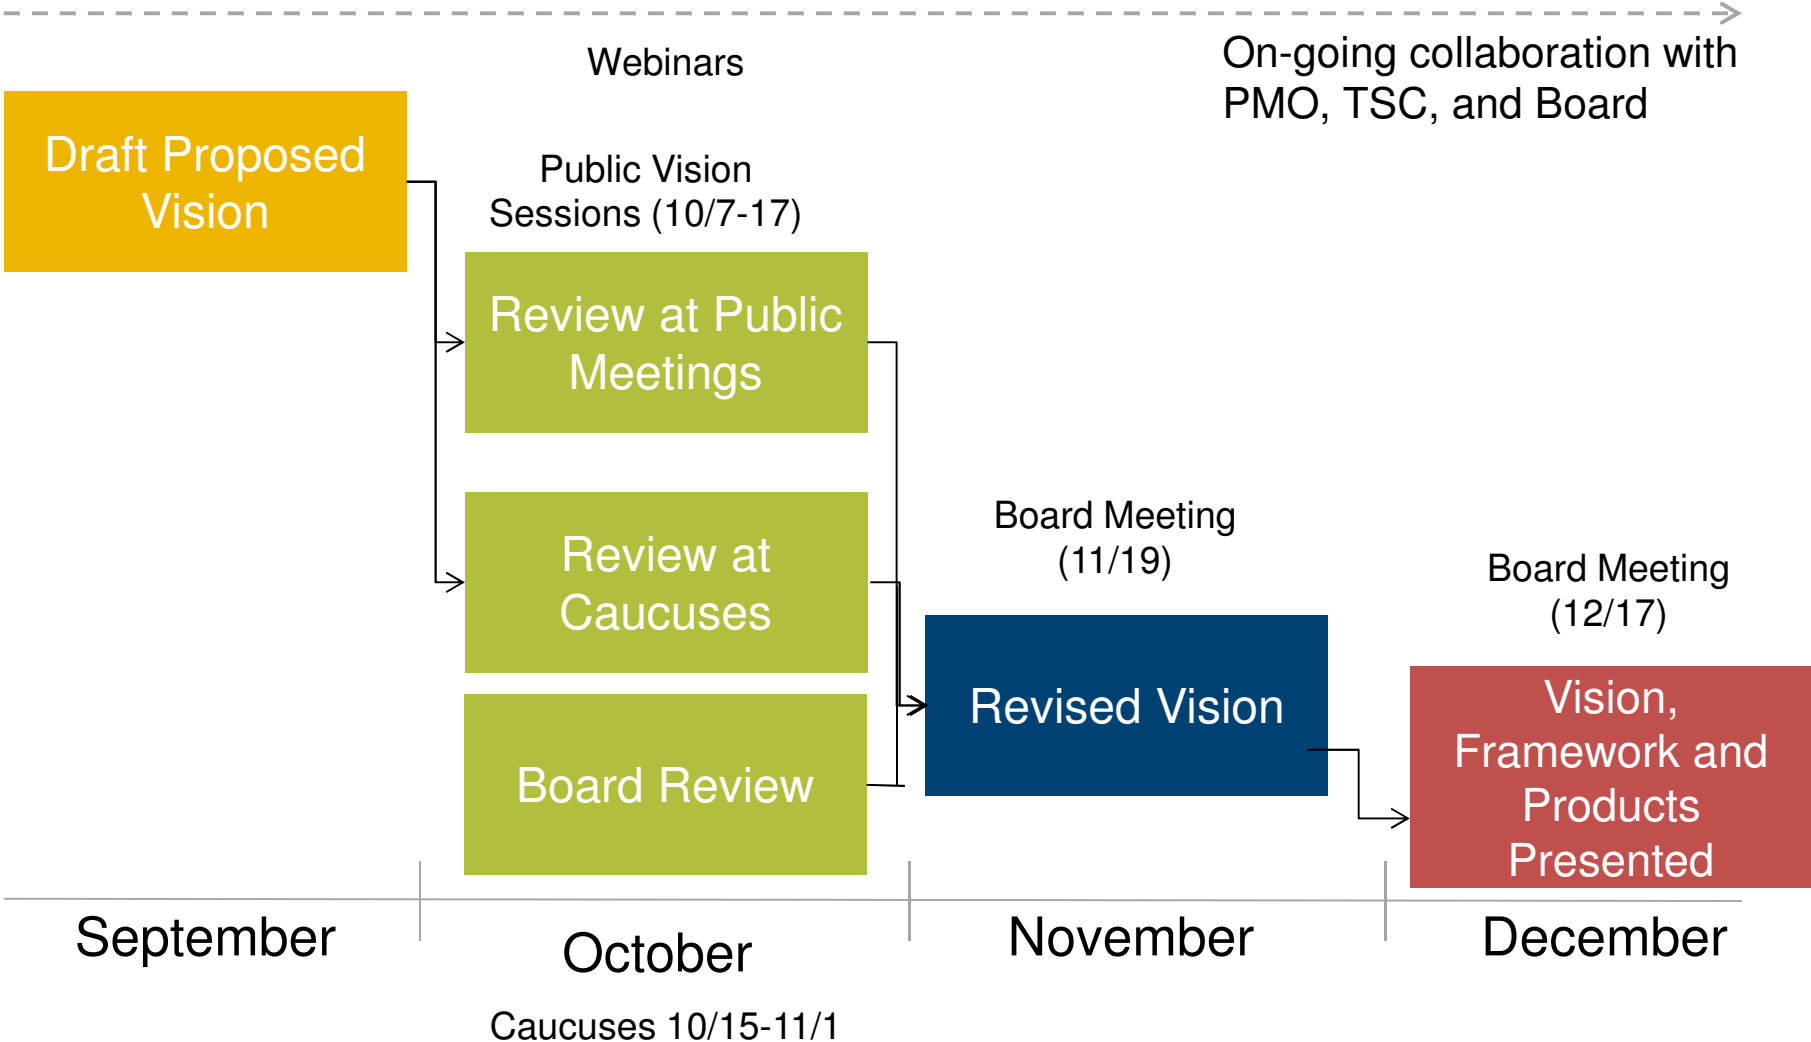 Webinars
On-going collaboration with
PMO, TSC, and Board
Draft Proposed
Vision
Public Vision
Sessions (10/7-17)
Review at Public
Meetings
Review at
Caucuses
Board Review
Board Meeting
(11/19)
Revised Vision
Board Meeting
(12/17)
Vision,
Framework and
Products
Presented
September
October
November
December
Caucuses 10/15-11/1